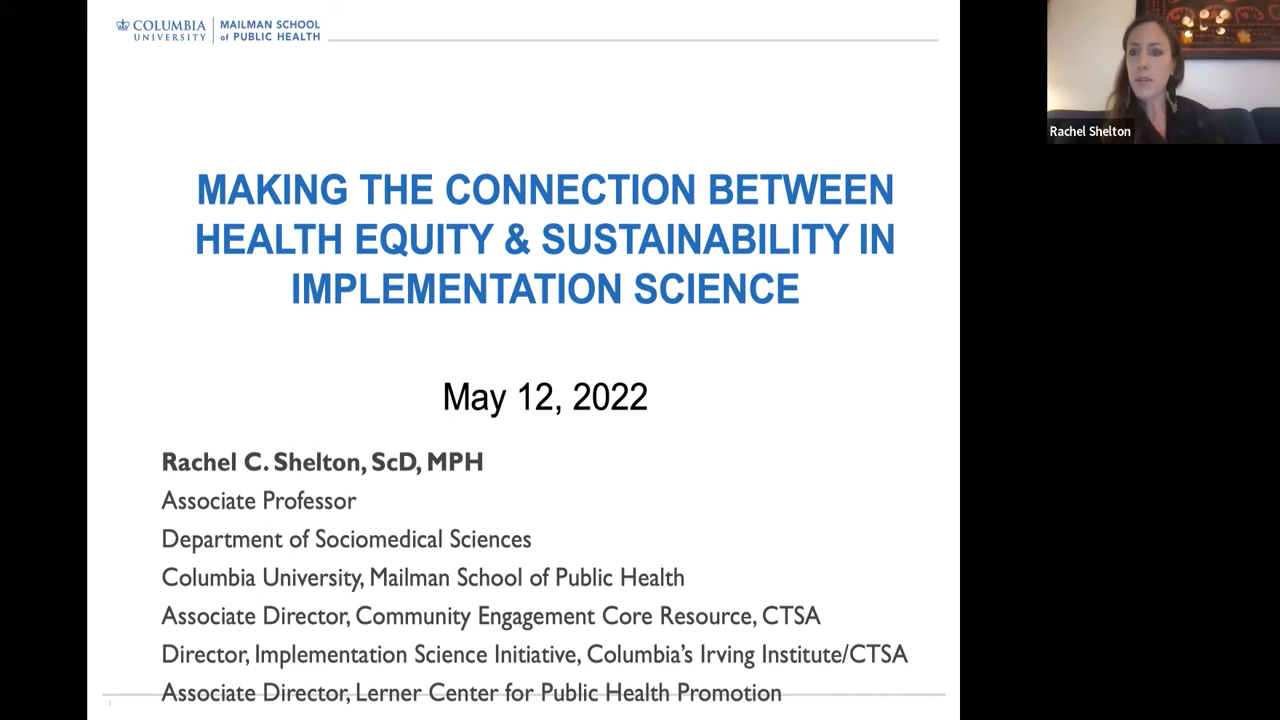 COLUMBIA
UNIVERSITY
MAILMAN SCHOOL
of PUBLIC HEALTH
MAKING THE CONNECTION BETWEEN
HEALTH EQUITY & SUSTAINABILITY IN
IMPLEMENTATION SCIENCE
May 12, 2022
Rachel C. Shelton, ScD, MPH
Associate Professor
Department of Sociomedical Sciences
Columbia University, Mailman School of Public Health
Associate Director, Community Engagement Core Resource, CTSA
Director, Implementation Science Initiative, Columbia's Irving Institute/CTSA
Associate Director, Lerner Center for Public Health Promotion
1
Rachel Shelton